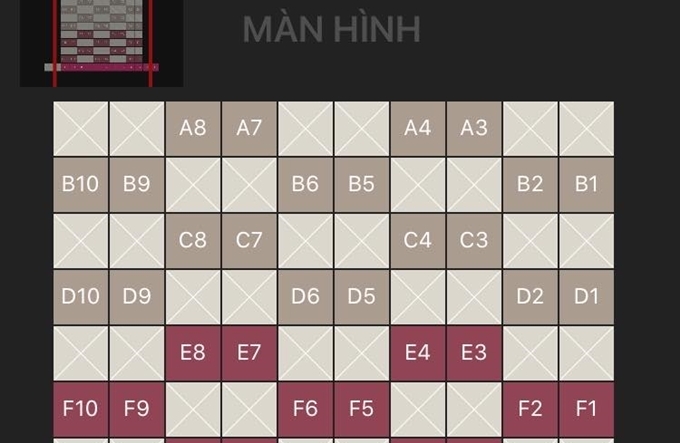 MÀN HÌNH
A8 A7 A4 A3
B10 B9 B6 B5 B2 B1
C8 C7 C4 C3
D10 D9 D6 D5 D2 D1
E8 E7 E4 E3
F10 F9 F6 F5 F2 F1